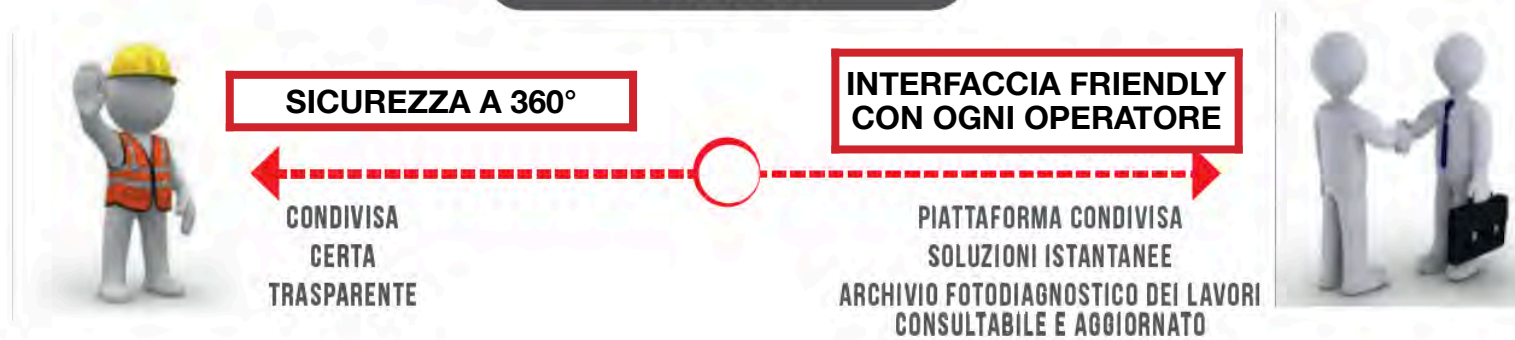 SICUREZZA A 360°
CONDIVISA
CERTA
TRASPARENTE
INTERFACCIA FRIENDLY
CON OGNI OPERATORE
PIATTAFORMA CONDIVISA
SOLUZIONI ISTANTANEE
ARCHIVIO FOTODIAGNOSTICO DEI LAVORI
CONSULTABILE E AGGIORNATO